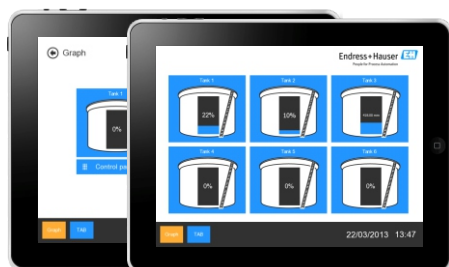 Graph
Tank 1
0%
Control pa
Graph
TAB
Endress+Hauser EH
People for Process Automation
Tank 1
Tank 2
Tank 3
22%
10%
Tank 4
Tank 5
Tank 6
0%
0%
0%
Graph
TAB
22/03/2013 13:47